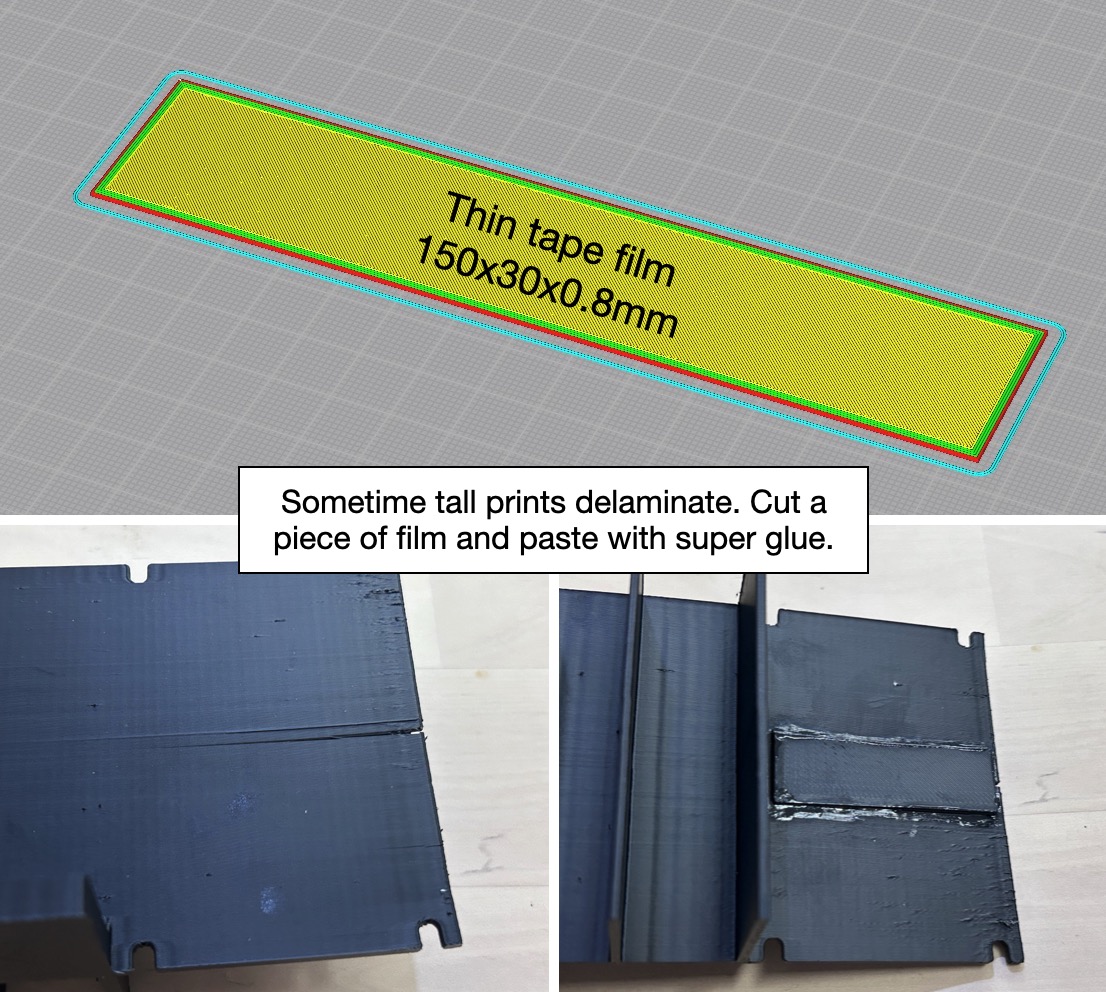 Thin tape film
150x30x0.8mm
Sometime tall prints delaminate. Cut a
piece of film and paste with super glue.